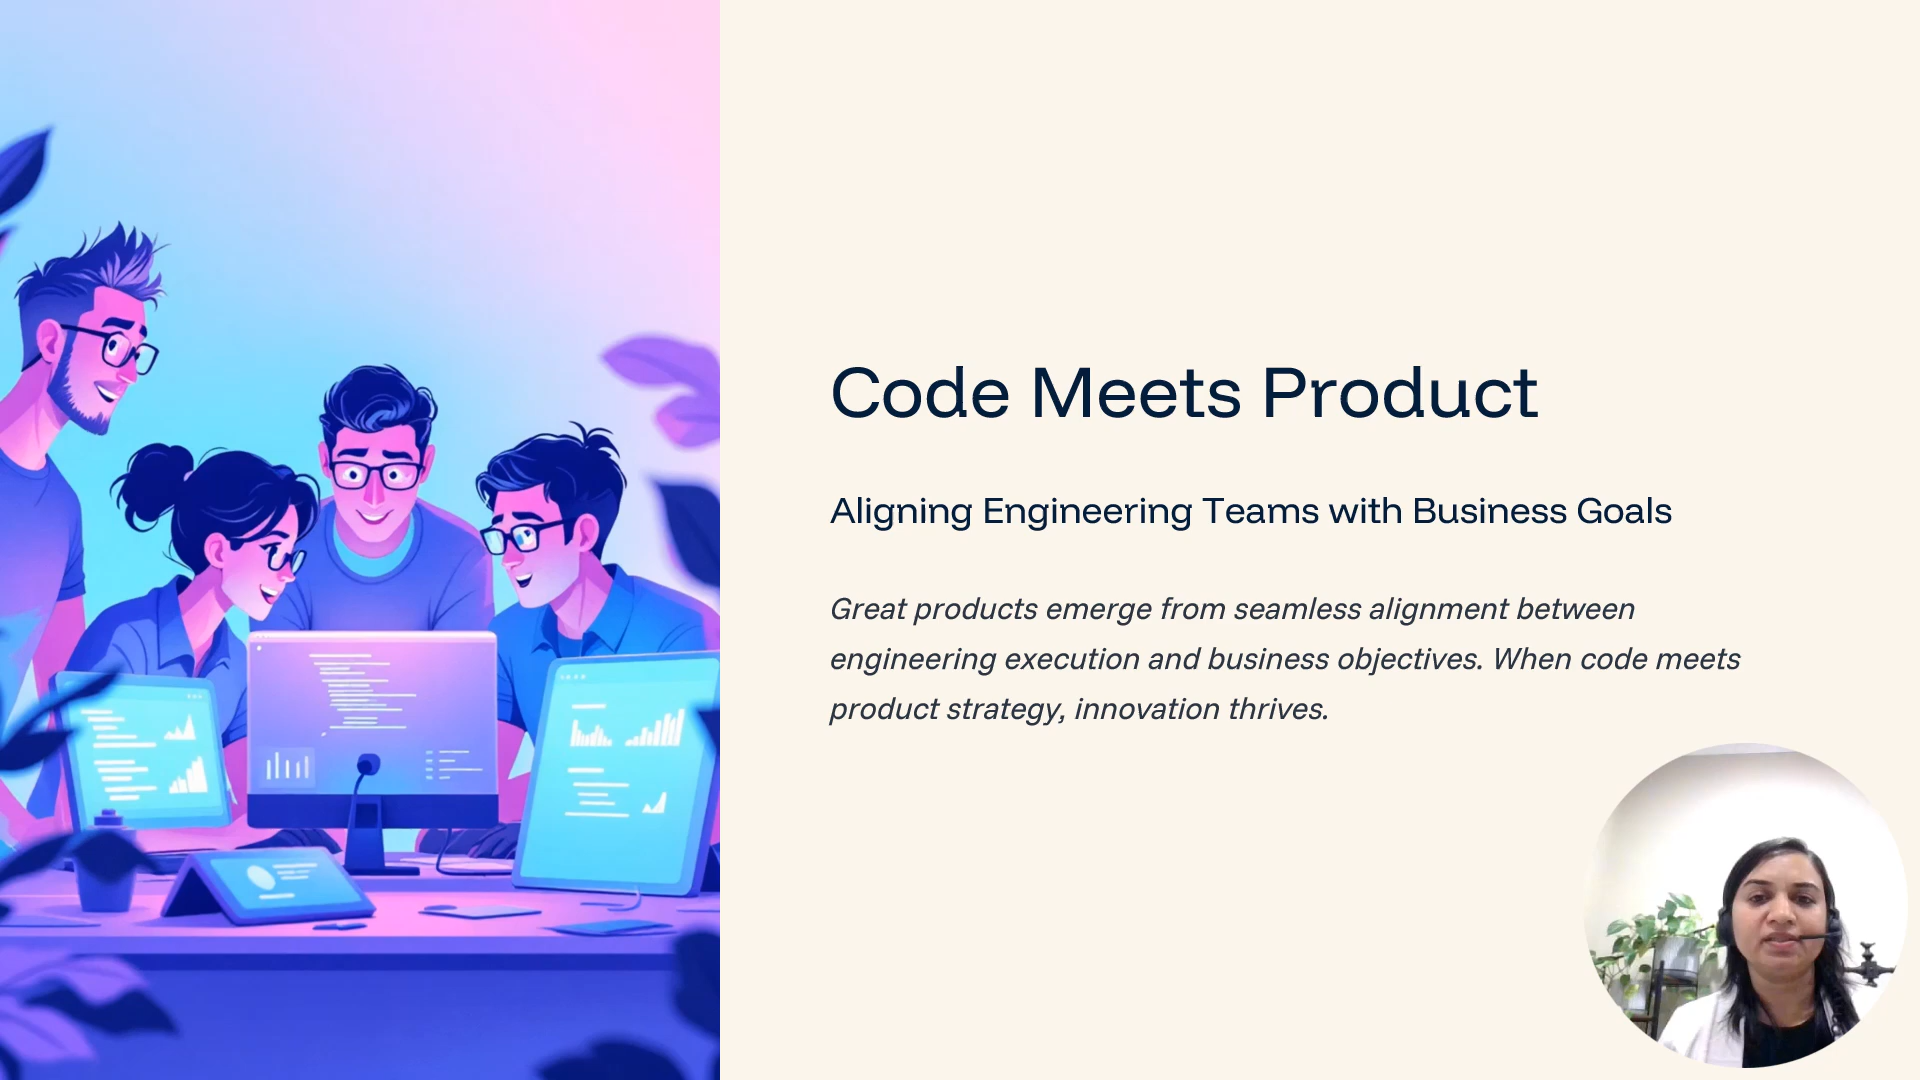 Code Meets Product
Aligning Engineering Teams with Business Goals
Great products emerge from seamless alignment between
engineering execution and business objectives. When code meets
product strategy, innovation thrives.